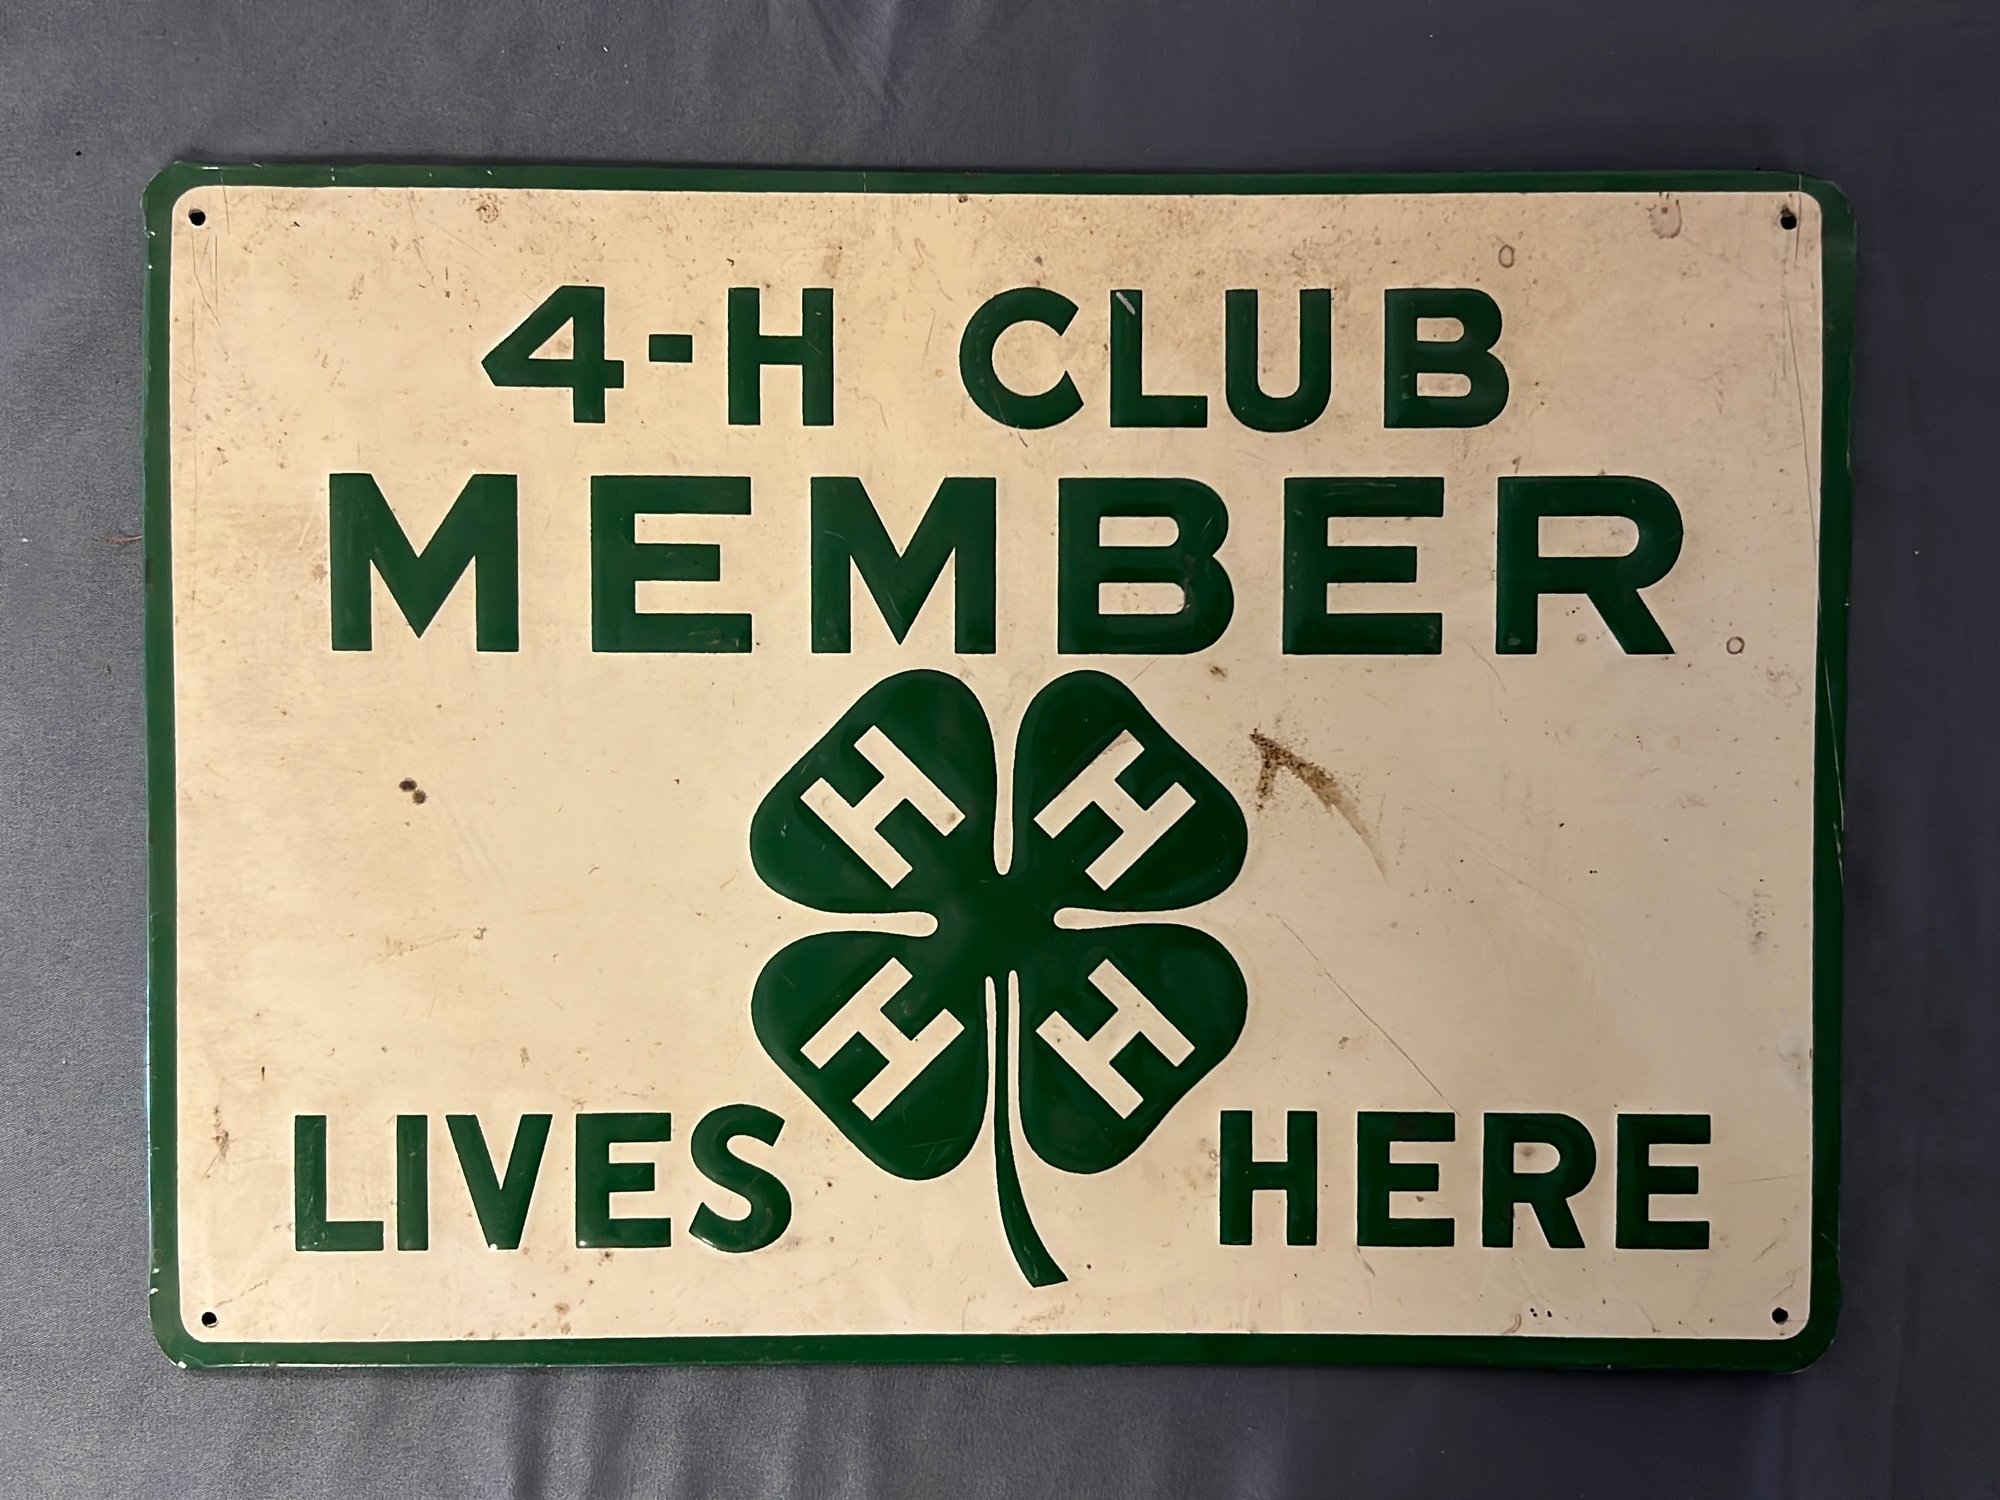 4-H CLUB
MEMBER
H H
H H
LIVES HERE